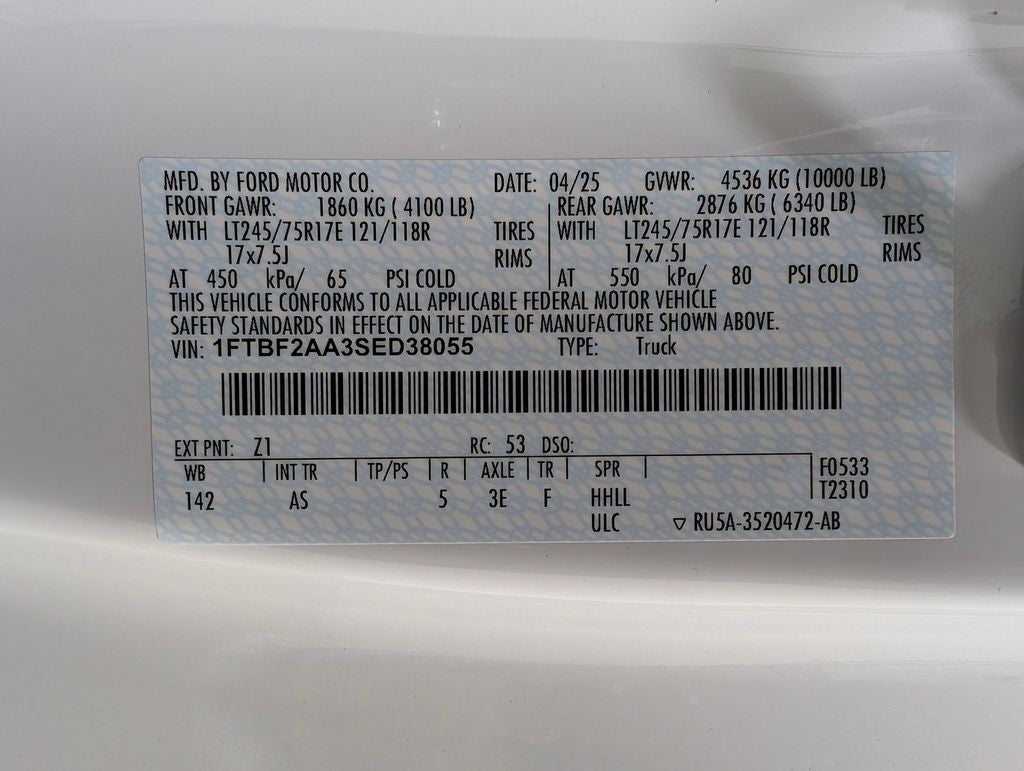 MFD. BY FORD MOTOR CO. DATE: 04/25 GVWR: 4536 KG (10000 LB)
FRONT GAWR: 1860 KG ( 4100 LB) REAR GAWR: 2876 KG ( 6340 LB)
WITH LT245/75R17E 121/118R TIRES WITH LT245/75R17E 121/118R TIRES
17x7.5J RIMS 17x7.5J RIMS
AT 450 kPa/ 65 PSI COLD AT 550 kPa/ 80 PSI COLD
THIS VEHICLE CONFORMS TO ALL APPLICABLE FEDERAL MOTOR VEHICLE
SAFETY STANDARDS IN EFFECT ON THE DATE OF MANUFACTURE SHOWN ABOVE.
VIN: 1FTBF2AA3SED38055 TYPE: Truck
EXT PNT: Z1 RC: 53 DSO:
WB INT TR TP/PS R AXLE TR SPR F0533
142 AS 5 3E F HHLL T2310
ULC ▽ RU5A-3520472-AB